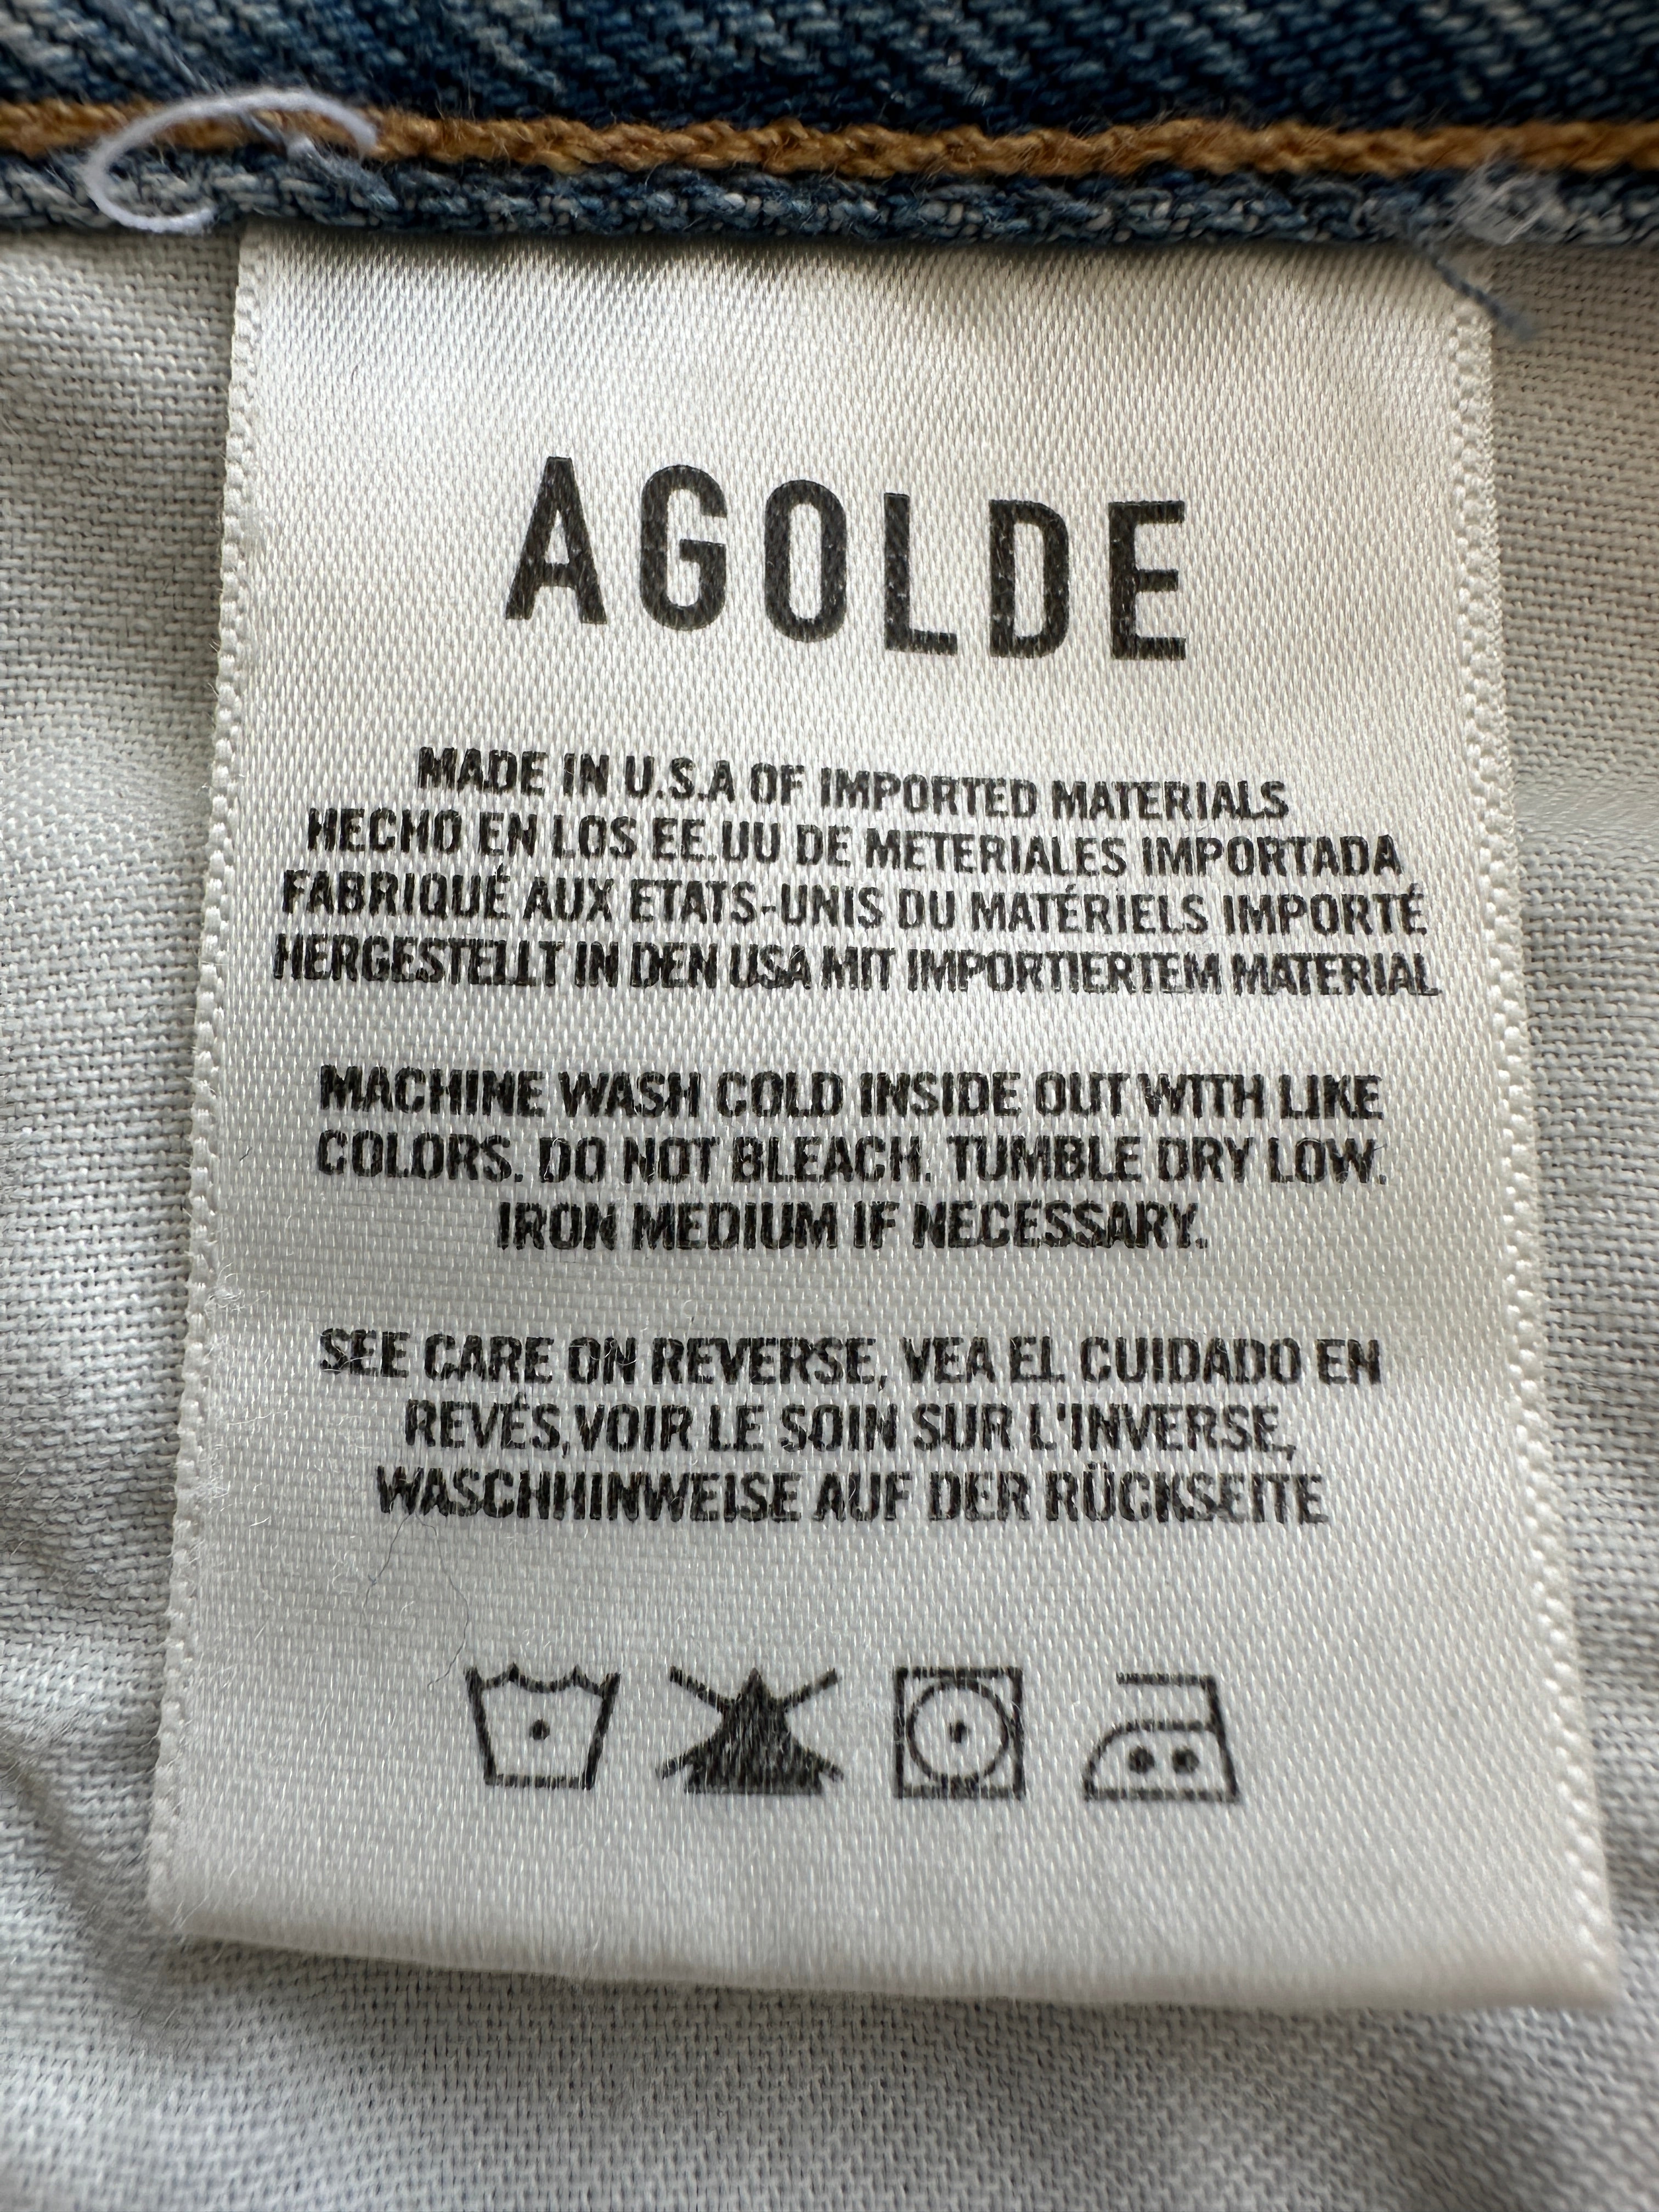 AGOLDE
MADE IN U.S.A OF IMPORTED MATERIALS
HECHO EN LOS EE.UU DE METERIALES IMPORTADA
FABRIQUÉ AUX ETATS-UNIS DU MATÉRIELS IMPORTÉ
HERGESTELLT IN DEN USA MIT IMPORTIERTEM MATERIAL
MACHINE WASH COLD INSIDE OUT WITH LIKE
COLORS. DO NOT BLEACH. TUMBLE DRY LOW.
IRON MEDIUM IF NECESSARY.
SEE CARE ON REVERSE, VEA EL CUIDADO EN
REVÉS,VOIR LE SOIN SUR L'INVERSE,
WASCHHINWEISE AUF DER RÜCKSEITE